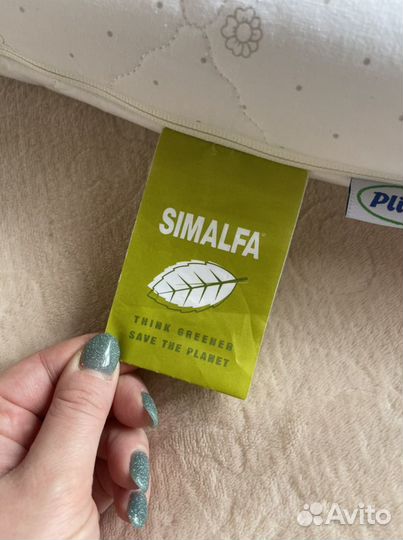 SIMALFA
THINK GREENER
SAVE THE PLANET
Avito